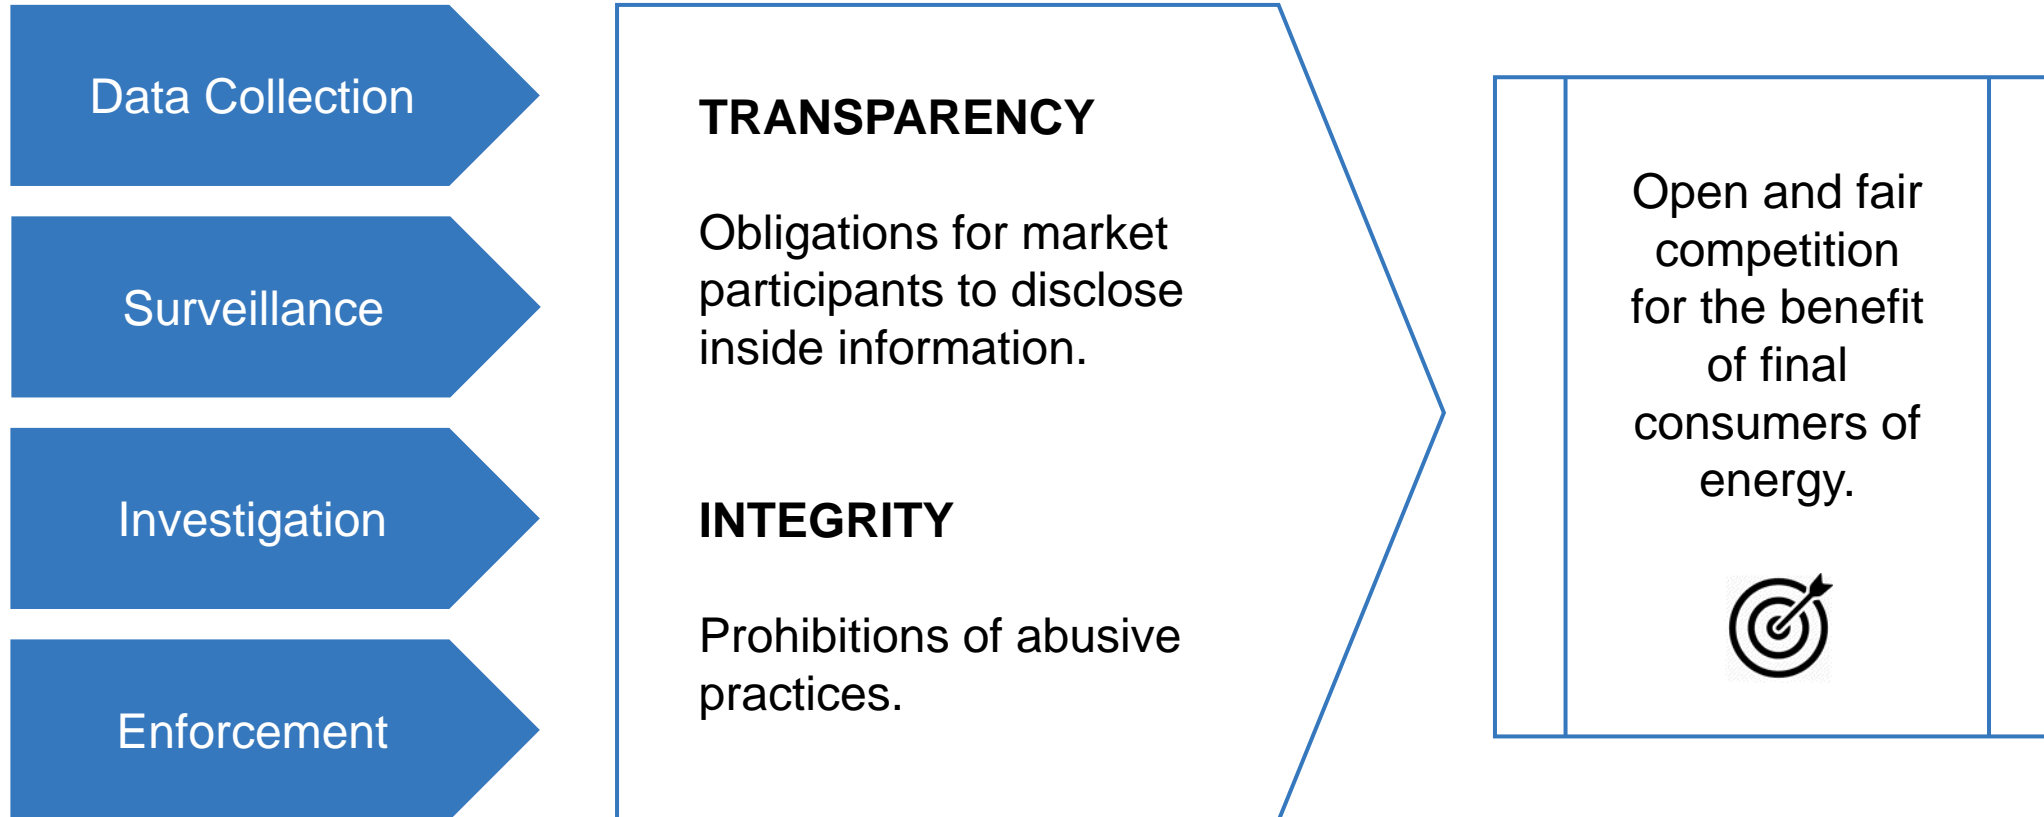 Data Collection
Surveillance
Investigation
Enforcement
TRANSPARENCY
Obligations for market
participants to disclose
inside information.
INTEGRITY
Prohibitions of abusive
practices.
Open and fair
competition
for the benefit
of final
consumers of
energy.